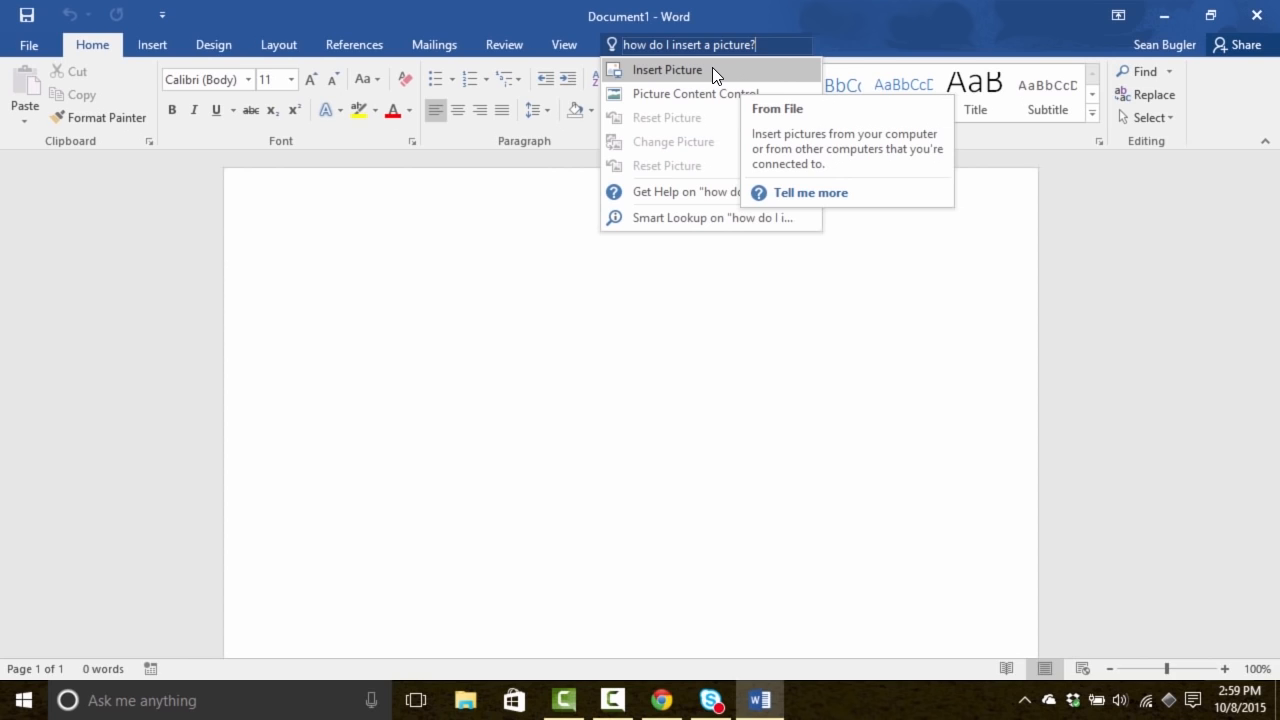 Document1 - Word
File
Home
Insert
Design
Layout
References
Mailings
Review
View
how do I insert a picture?
Sean Bugler
Share
Paste
Cut
Copy
Format Painter
Clipboard
Calibri (Body)
11
Aa
B I U abc x₂ x²
A
A
Font
Paragraph
Insert Picture
Picture Content Control
Reset Picture
Change Picture
Reset Picture
Get Help on "how do
Smart Lookup on "how do I i...
From File
Insert pictures from your computer
or from other computers that you're
connected to.
Tell me more
AaBbCcD
AaB
AaBbCcD
Title
Subtitle
Find
Replace
Select
Editing
Page 1 of 1
0 words
100%
Ask me anything
2:59 PM
10/8/2015